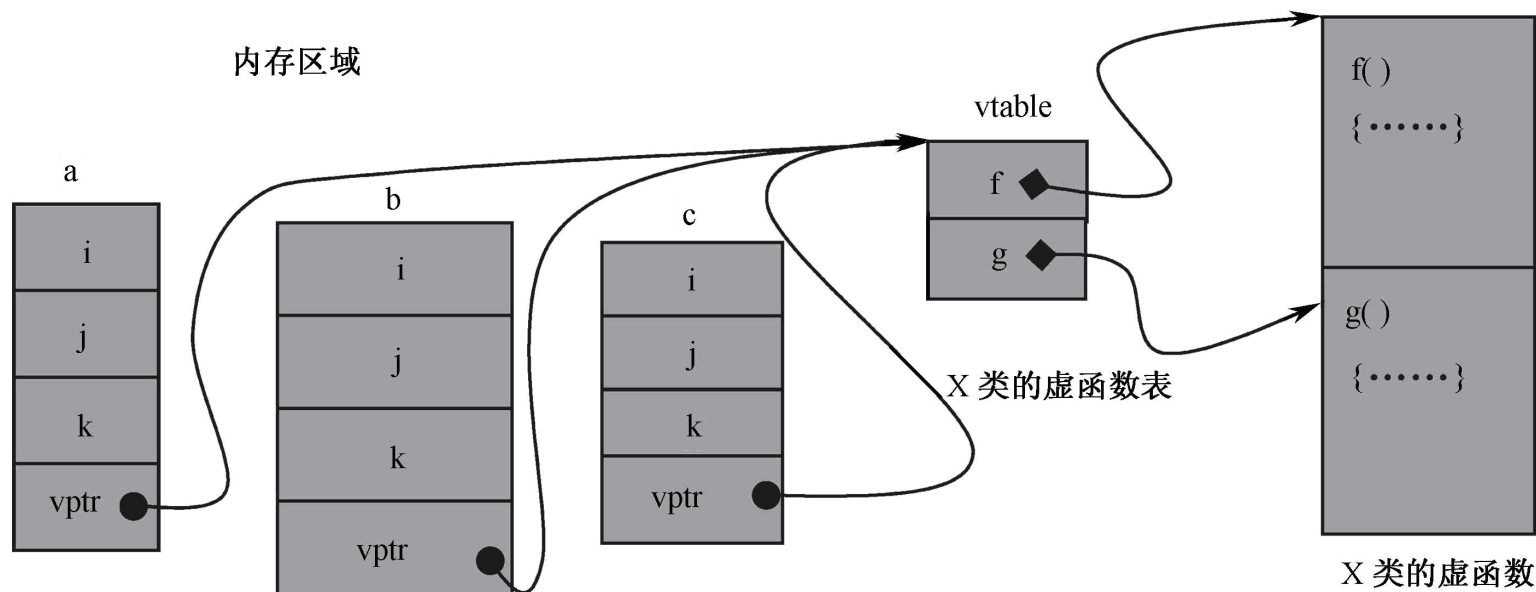 内存区域
a
i
j
k
vptr
b
i
j
k
vptr
c
i
j
k
vptr
vtable
f
g
X 类的虚函数表
f( )
{······}
g( )
{······}
X 类的虚函数